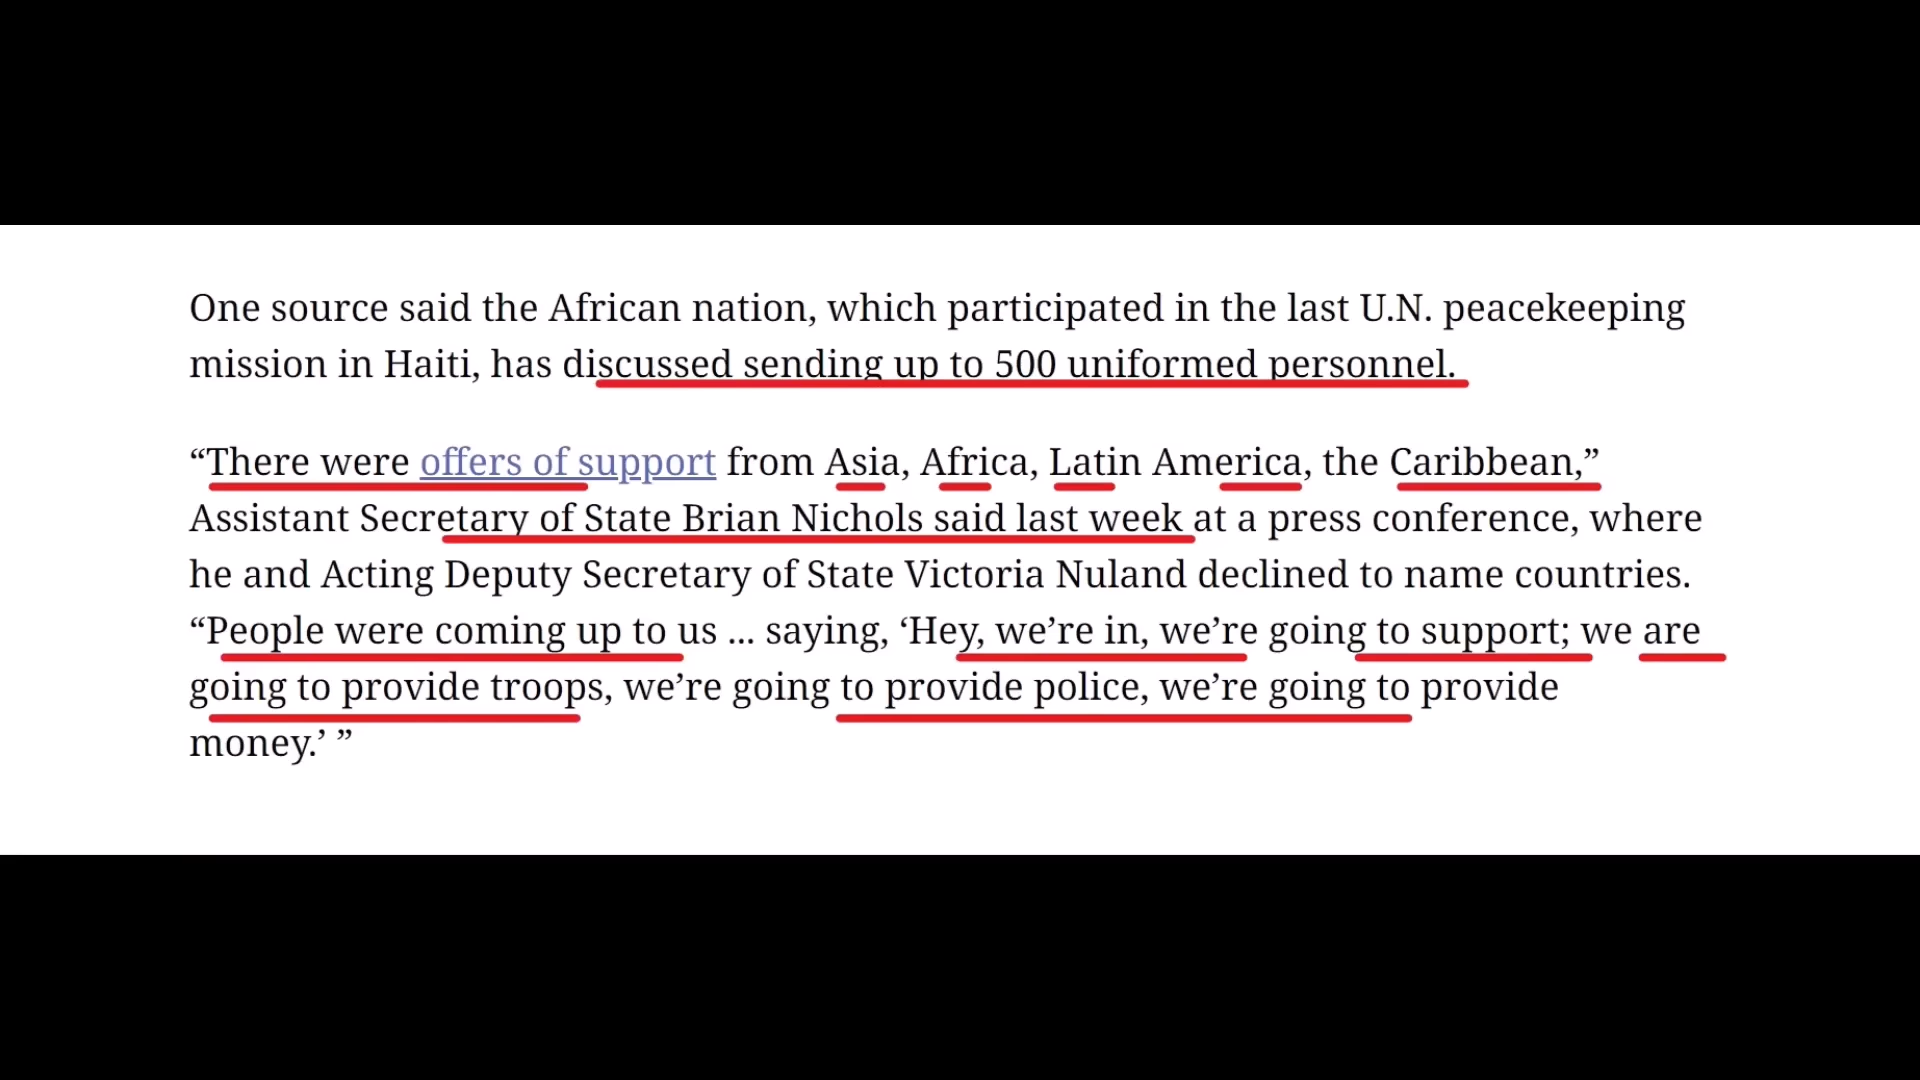 One source said the African nation, which participated in the last U.N. peacekeeping
mission in Haiti, has discussed sending up to 500 uniformed personnel.
“There were offers of support from Asia, Africa, Latin America, the Caribbean,”
Assistant Secretary of State Brian Nichols said last week at a press conference, where
he and Acting Deputy Secretary of State Victoria Nuland declined to name countries.
“People were coming up to us ... saying, ‘Hey, we’re in, we’re going to support; we are
going to provide troops, we’re going to provide police, we’re going to provide
money.’ ”